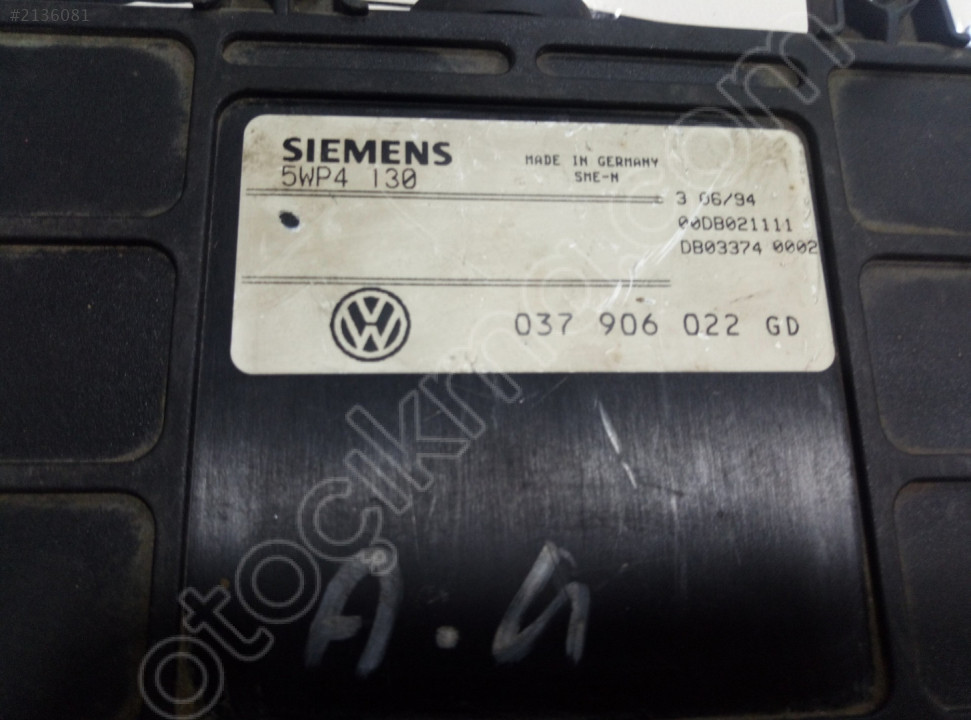 #2136081
SIEMENS
5WP4 130
MADE IN GERMANY
SME-M
3 06/94
00DB021111
DB03374 0002
037 906 022 GD
A.4
otocikma.com